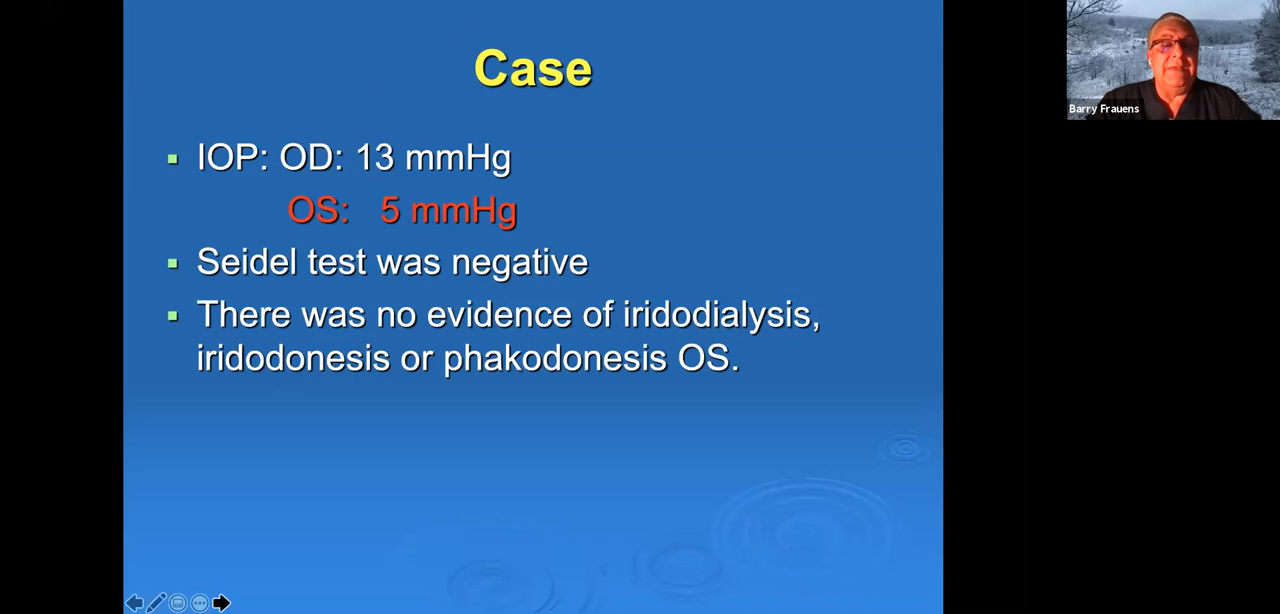 Case
IOP: OD: 13 mmHg
OS: 5 mmHg
Seidel test was negative
There was no evidence of iridodialysis,
iridodonesis or phakodonesis OS.
Barry Frauens